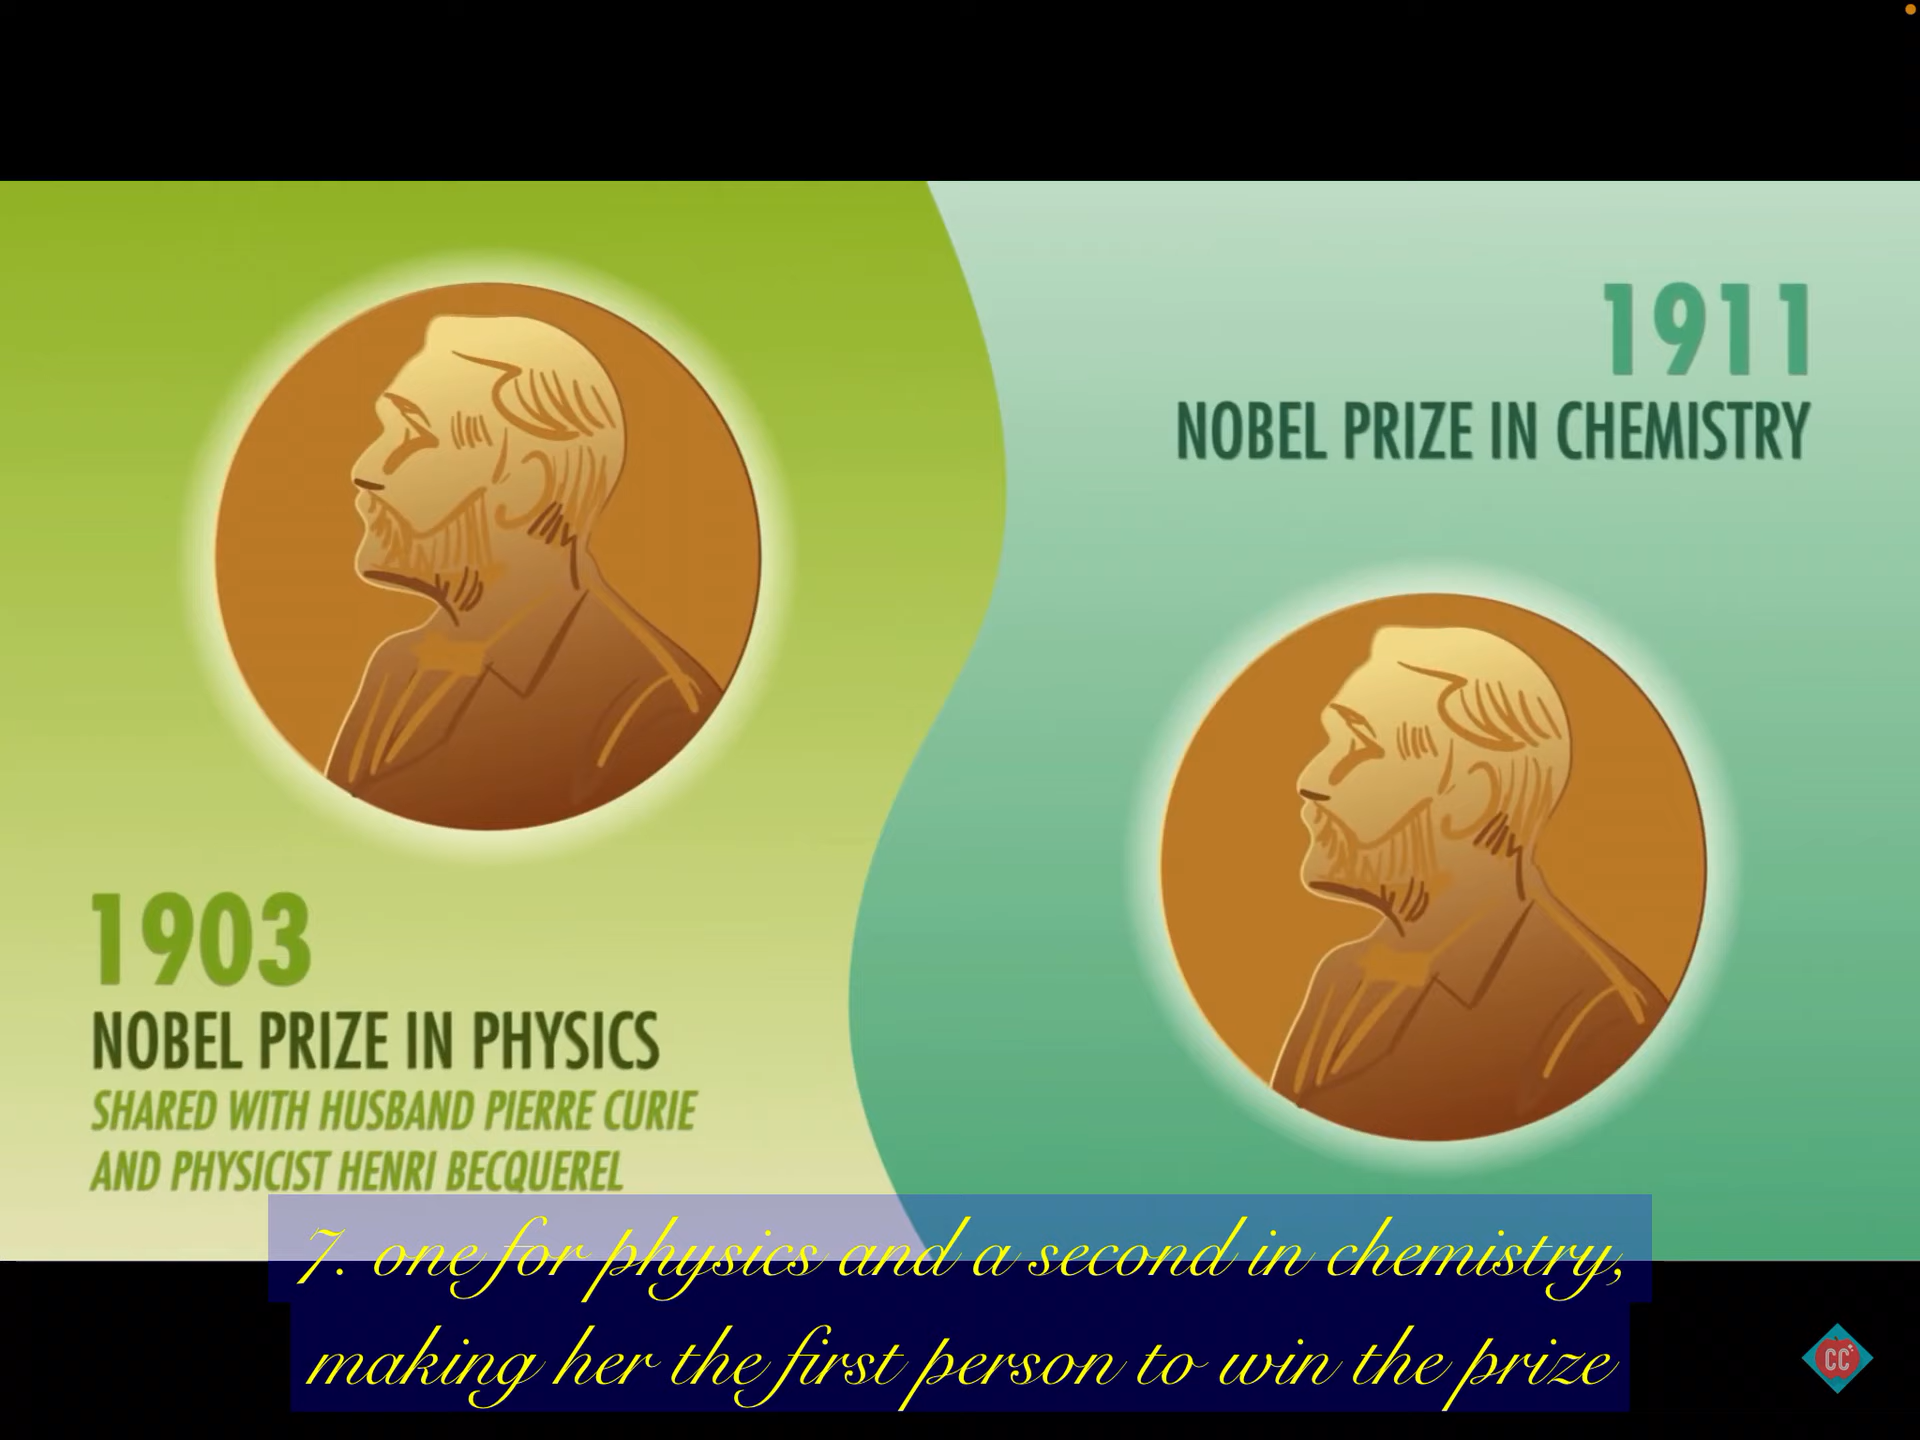 1911
NOBEL PRIZE IN CHEMISTRY
1903
NOBEL PRIZE IN PHYSICS
SHARED WITH HUSBAND PIERRE CURIE
AND PHYSICIST HENRI BECQUEREL
7. one for physics and a second in chemistry,
making her the first person to win the prize
CC